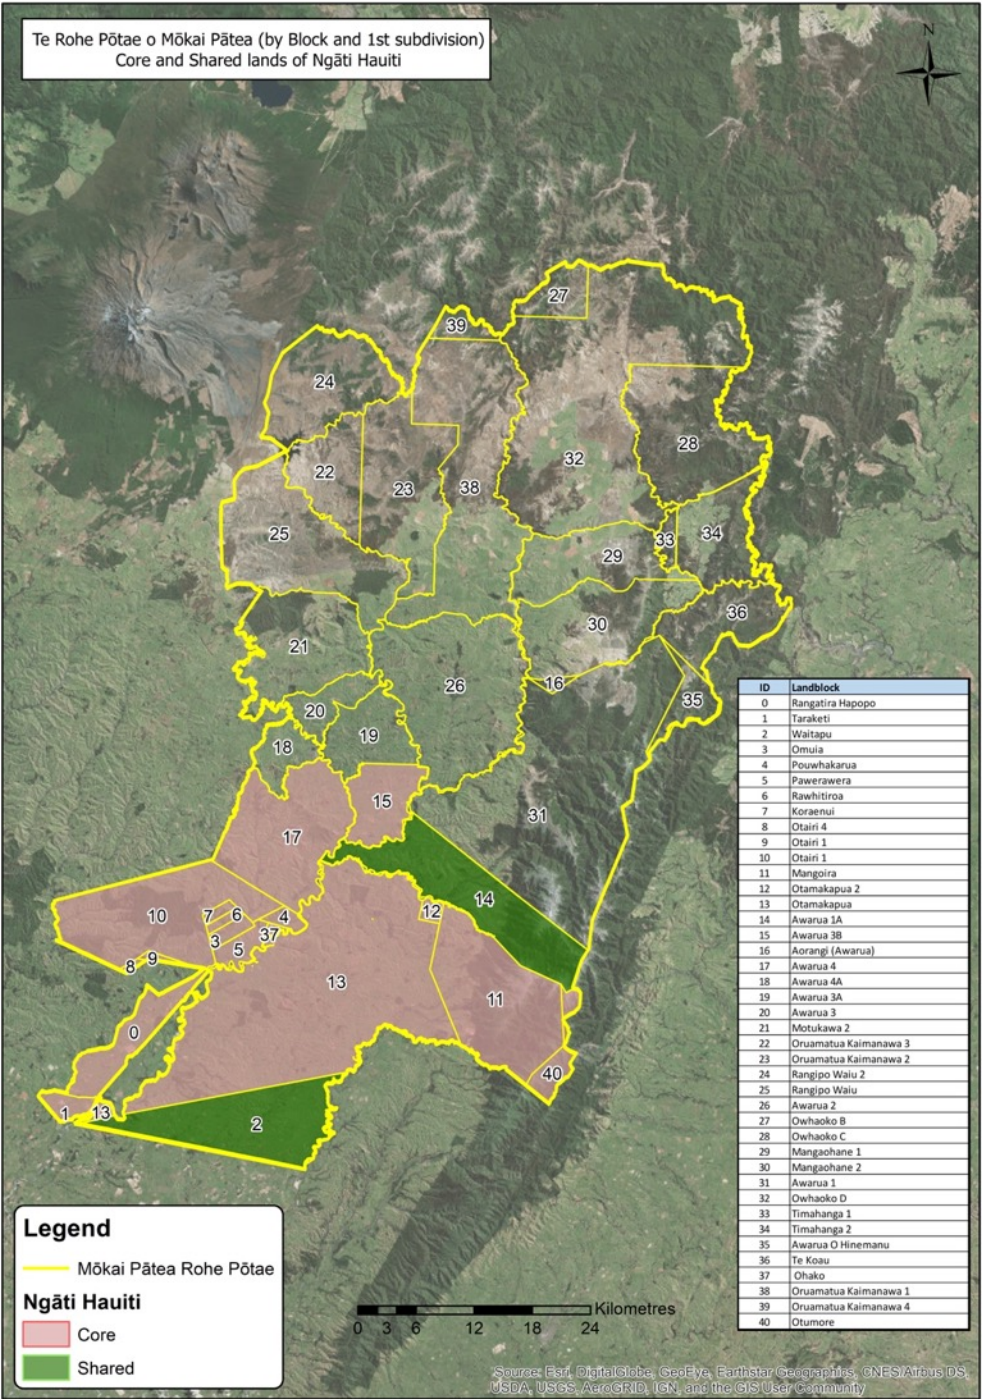 Te Rohe Pōtae o Mōkai Pātea (by Block and 1st subdivision)
Core and Shared lands of Ngāti Hauiti
N
27
39
24
28
32
22
23
38
25
33
34
29
36
30
21
16
26
35
20
19
18
15
31
17
14
10
7
6
4
12
37
3
5
9
8
13
11
0
40
1
13
2
ID Landblock
0 Rangatira Hapopo
1 Taraketi
2 Waitapu
3 Omuia
4 Pouwhakarua
5 Pawerawera
6 Rawhitiroa
7 Koraenui
8 Otairi 4
9 Otairi 1
10 Otairi 1
11 Mangoira
12 Otamakapua 2
13 Otamakapua
14 Awarua 1A
15 Awarua 3B
16 Aorangi (Awarua)
17 Awarua 4
18 Awarua 4A
19 Awarua 3A
20 Awarua 3
21 Motukawa 2
22 Oruamatua Kaimanawa 3
23 Oruamatua Kaimanawa 2
24 Rangipo Waiu 2
25 Rangipo Waiu
26 Awarua 2
27 Owhaoko B
28 Owhaoko C
29 Mangaohane 1
30 Mangaohane 2
31 Awarua 1
32 Owhaoko D
33 Timahanga 1
34 Timahanga 2
35 Awarua O Hinemanu
36 Te Koau
37 Ohako
38 Oruamatua Kaimanawa 1
39 Oruamatua Kaimanawa 4
40 Otumore
Legend
Mōkai Pātea Rohe Pōtae
Ngāti Hauiti
Core
Shared
Kilometres
0 3 6 12 18 24
Source: Esri, DigitalGlobe, GeoEye, Earthstar Geographics, CNES/Airbus DS,
USDA, USGS, AeroGRID, IGN, and the GIS User Community